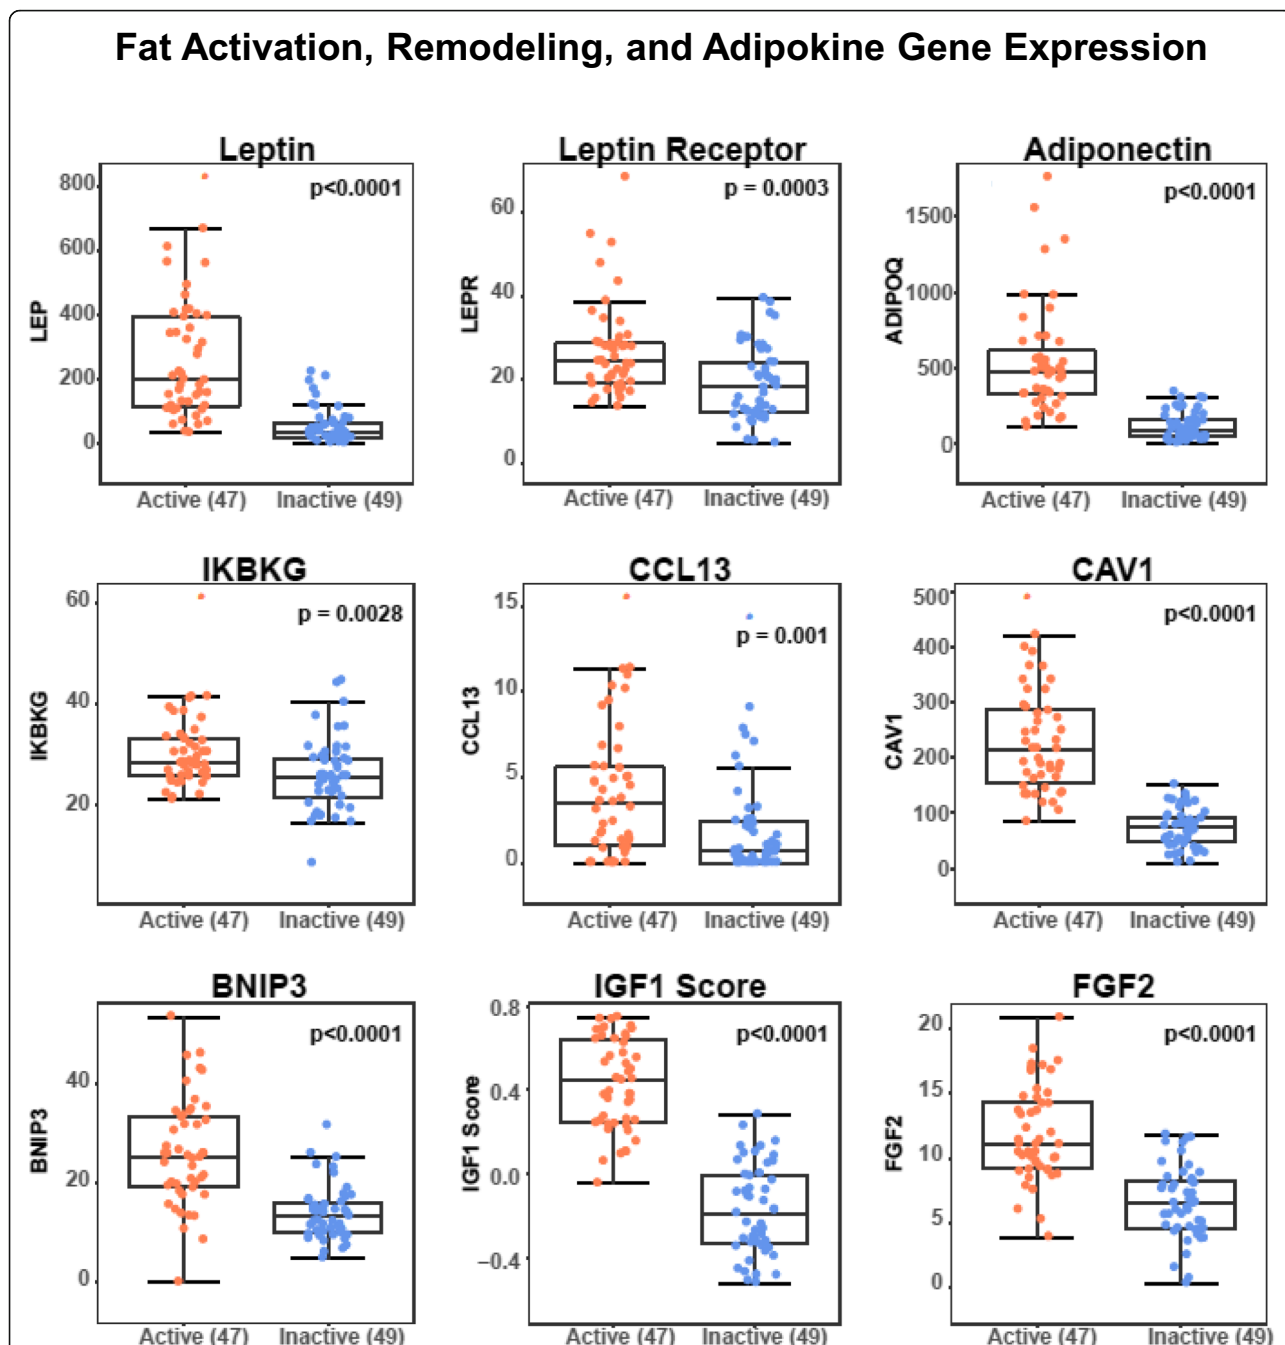 Fat Activation, Remodeling, and Adipokine Gene Expression
Leptin
Leptin Receptor
Adiponectin
p<0.0001
p = 0.0003
p<0.0001
LEP
800
600
400
200
0
LEPR
60
40
20
0
ADIPOQ
1500
1000
500
0
Active (47) Inactive (49)
Active (47) Inactive (49)
Active (47) Inactive (49)
IKBKG
CCL13
CAV1
p = 0.0028
p = 0.001
p<0.0001
IKBKG
60
40
20
CCL13
15
10
5
0
CAV1
500
400
300
200
100
0
Active (47) Inactive (49)
Active (47) Inactive (49)
Active (47) Inactive (49)
BNIP3
IGF1 Score
FGF2
p<0.0001
p<0.0001
p<0.0001
BNIP3
40
20
0
IGF1 Score
0.8
0.4
0.0
−0.4
FGF2
20
15
10
5
0
Active (47) Inactive (49)
Active (47) Inactive (49)
Active (47) Inactive (49)